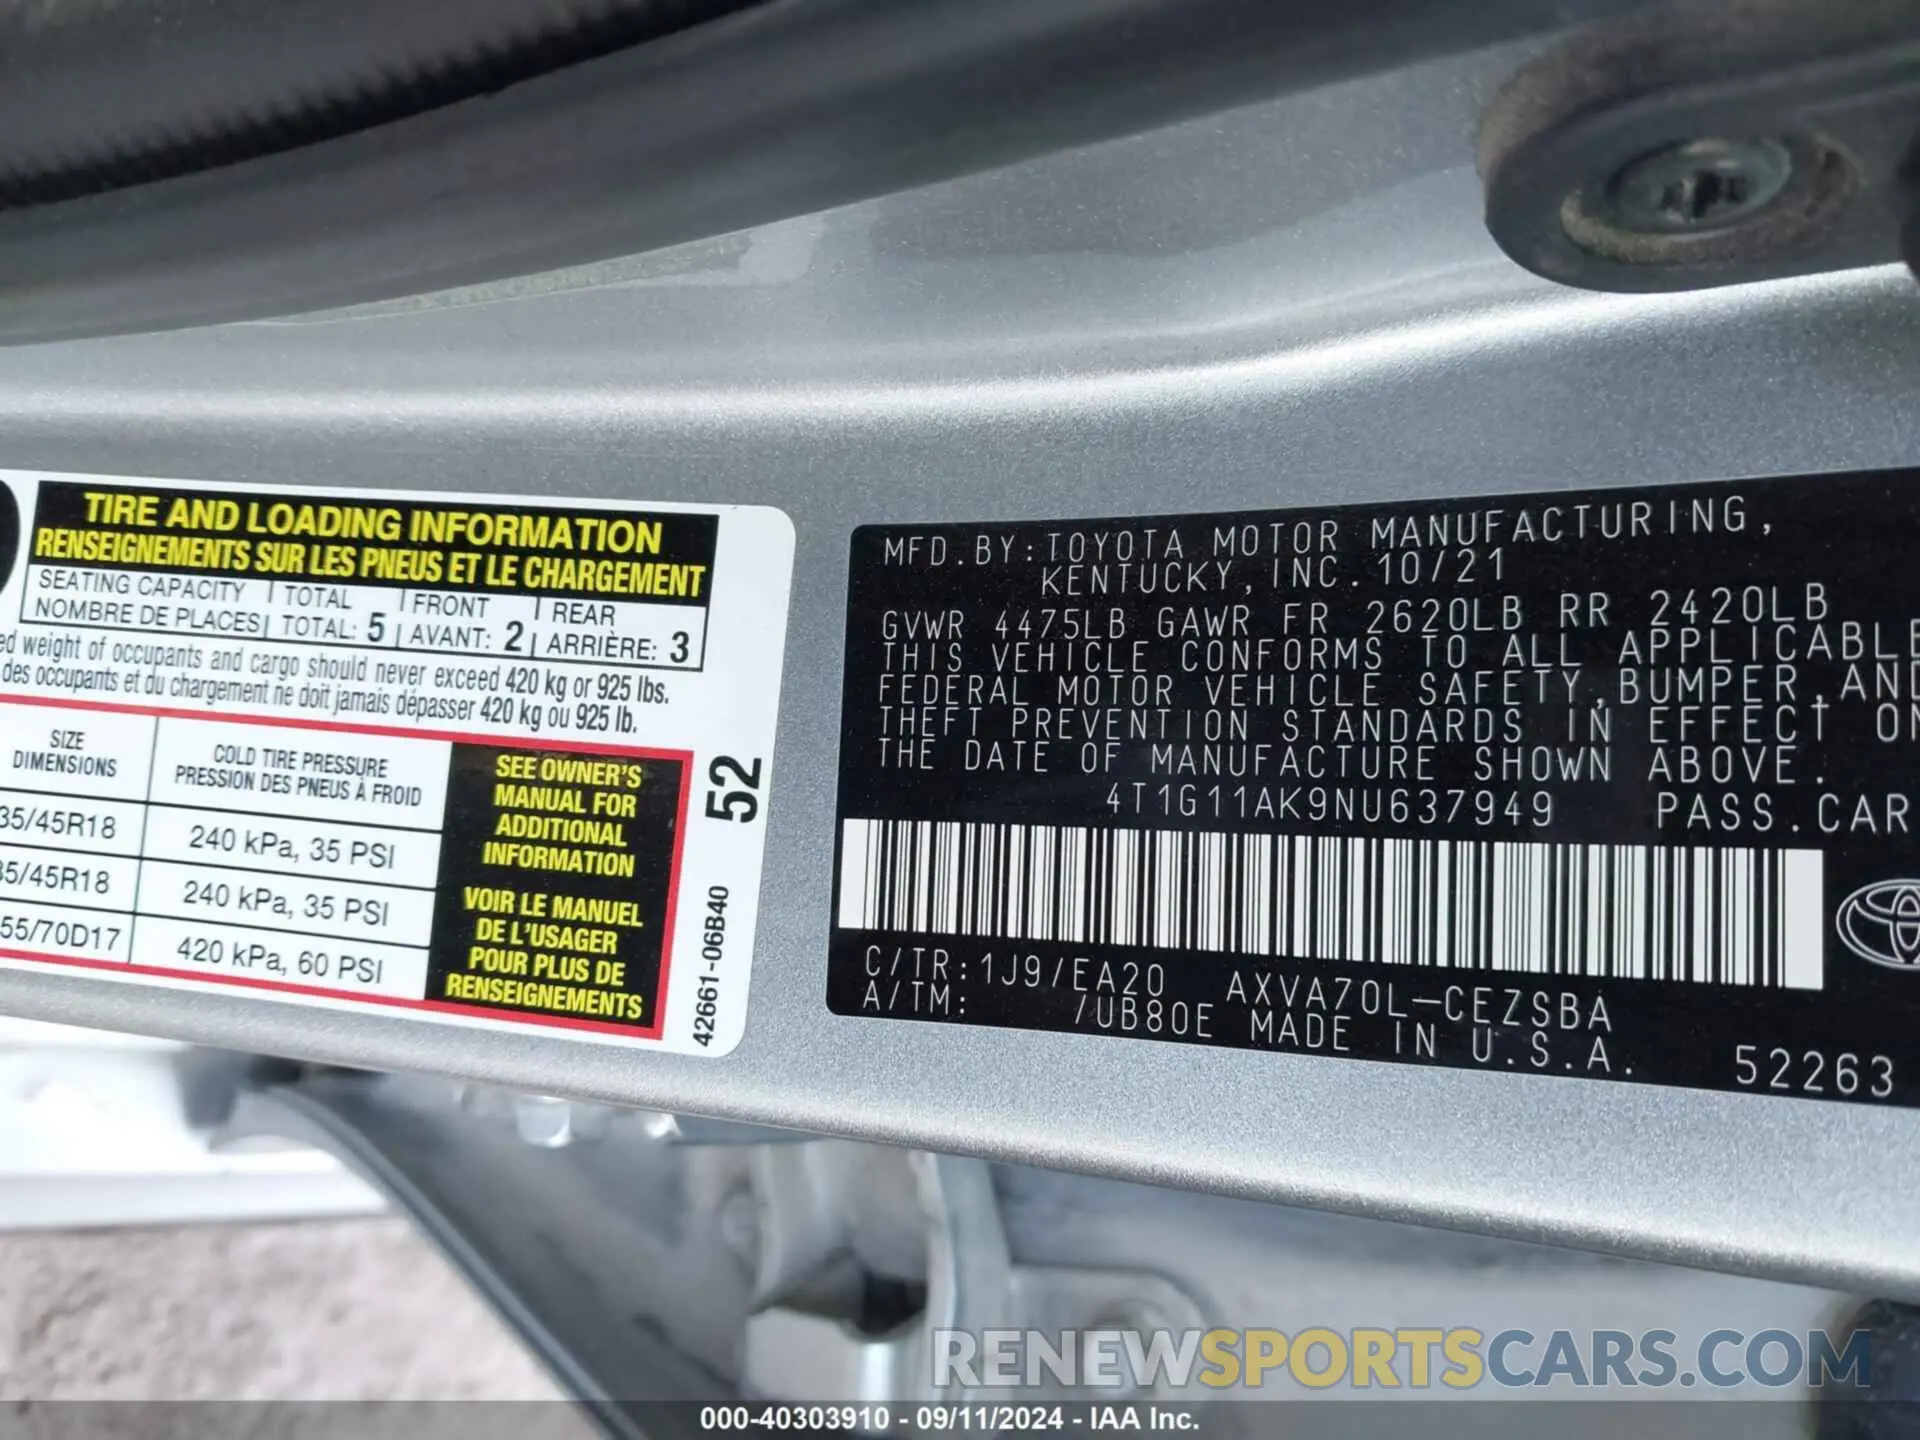 TIRE AND LOADING INFORMATION
RENSEIGNEMENTS SUR LES PNEUS ET LE CHARGEMENT
SEATING CAPACITY TOTAL FRONT REAR
NOMBRE DE PLACES TOTAL: 5 AVANT: 2 ARRIÈRE: 3
weight of occupants and cargo should never exceed 420 kg or 925 lbs.
des occupants et du chargement ne doit jamais dépasser 420 kg ou 925 lb.
SIZE
DIMENSIONS
COLD TIRE PRESSURE
PRESSION DES PNEUS À FROID
35/45R18 240 kPa, 35 PSI
35/45R18 240 kPa, 35 PSI
55/70D17 420 kPa, 60 PSI
SEE OWNER'S
MANUAL FOR
ADDITIONAL
INFORMATION
VOIR LE MANUEL
DE L'USAGER
POUR PLUS DE
RENSEIGNEMENTS
52
42661-06B40
MFD.BY:TOYOTA MOTOR MANUFACTURING,
KENTUCKY,INC.10/21
GVWR 4475LB GAWR FR 2620LB RR 2420LB
THIS VEHICLE CONFORMS TO ALL APPLICABLE
FEDERAL MOTOR VEHICLE SAFETY,BUMPER,AND
THEFT PREVENTION STANDARDS IN EFFECT ON
THE DATE OF MANUFACTURE SHOWN ABOVE.
4T1G11AK9NU637949 PASS.CAR
C/TR:1J9/EA20 AXVA70L-CEZSBA
A/TM: /UB80E MADE IN U.S.A.
52263
RENEWSPORTSCARS.COM
000-40303910 - 09/11/2024 - IAA Inc.